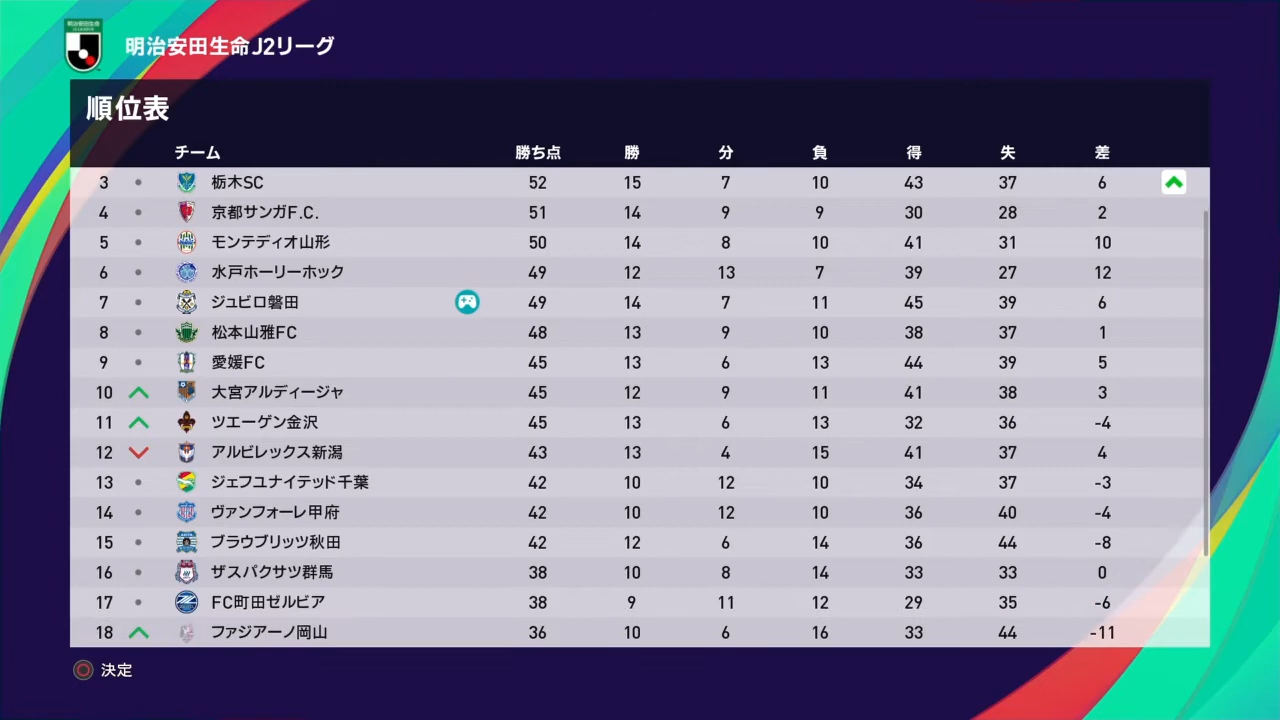 明治安田生命J2リーグ
順位表
チーム 勝ち点 勝 分 負 得 失 差
3 栃木SC 52 15 7 10 43 37 6
4 京都サンガF.C. 51 14 9 9 30 28 2
5 モンテディオ山形 50 14 8 10 41 31 10
6 水戸ホーリーホック 49 12 13 7 39 27 12
7 ジュビロ磐田 49 14 7 11 45 39 6
8 松本山雅FC 48 13 9 10 38 37 1
9 愛媛FC 45 13 6 13 44 39 5
10 大宮アルディージャ 45 12 9 11 41 38 3
11 ツエーゲン金沢 45 13 6 13 32 36 -4
12 アルビレックス新潟 43 13 4 15 41 37 4
13 ジェフユナイテッド千葉 42 10 12 10 34 37 -3
14 ヴァンフォーレ甲府 42 10 12 10 36 40 -4
15 ブラウブリッツ秋田 42 12 6 14 36 44 -8
16 ザスパクサツ群馬 38 10 8 14 33 33 0
17 FC町田ゼルビア 38 9 11 12 29 35 -6
18 ファジアーノ岡山 36 10 6 16 33 44 -11
決定